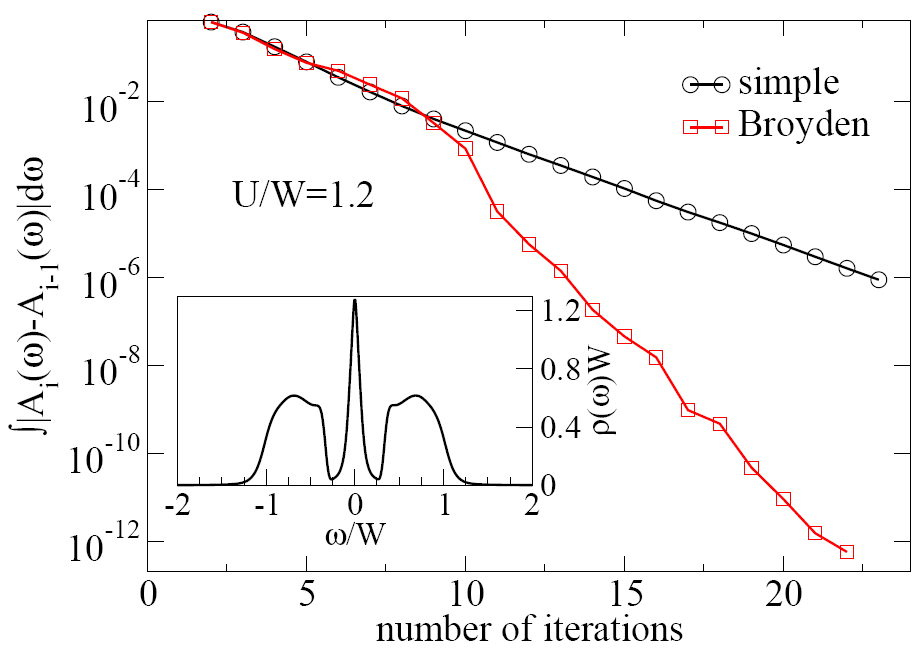 simple
Broyden
U/W=1.2
∫|A_i(ω)-A_{i-1}(ω)|dω
10^{-2}
10^{-4}
10^{-6}
10^{-8}
10^{-10}
10^{-12}
1.2
0.8
0.4
0
ρ(ω)W
-2 -1 0 1 2
ω/W
0 5 10 15 20
number of iterations